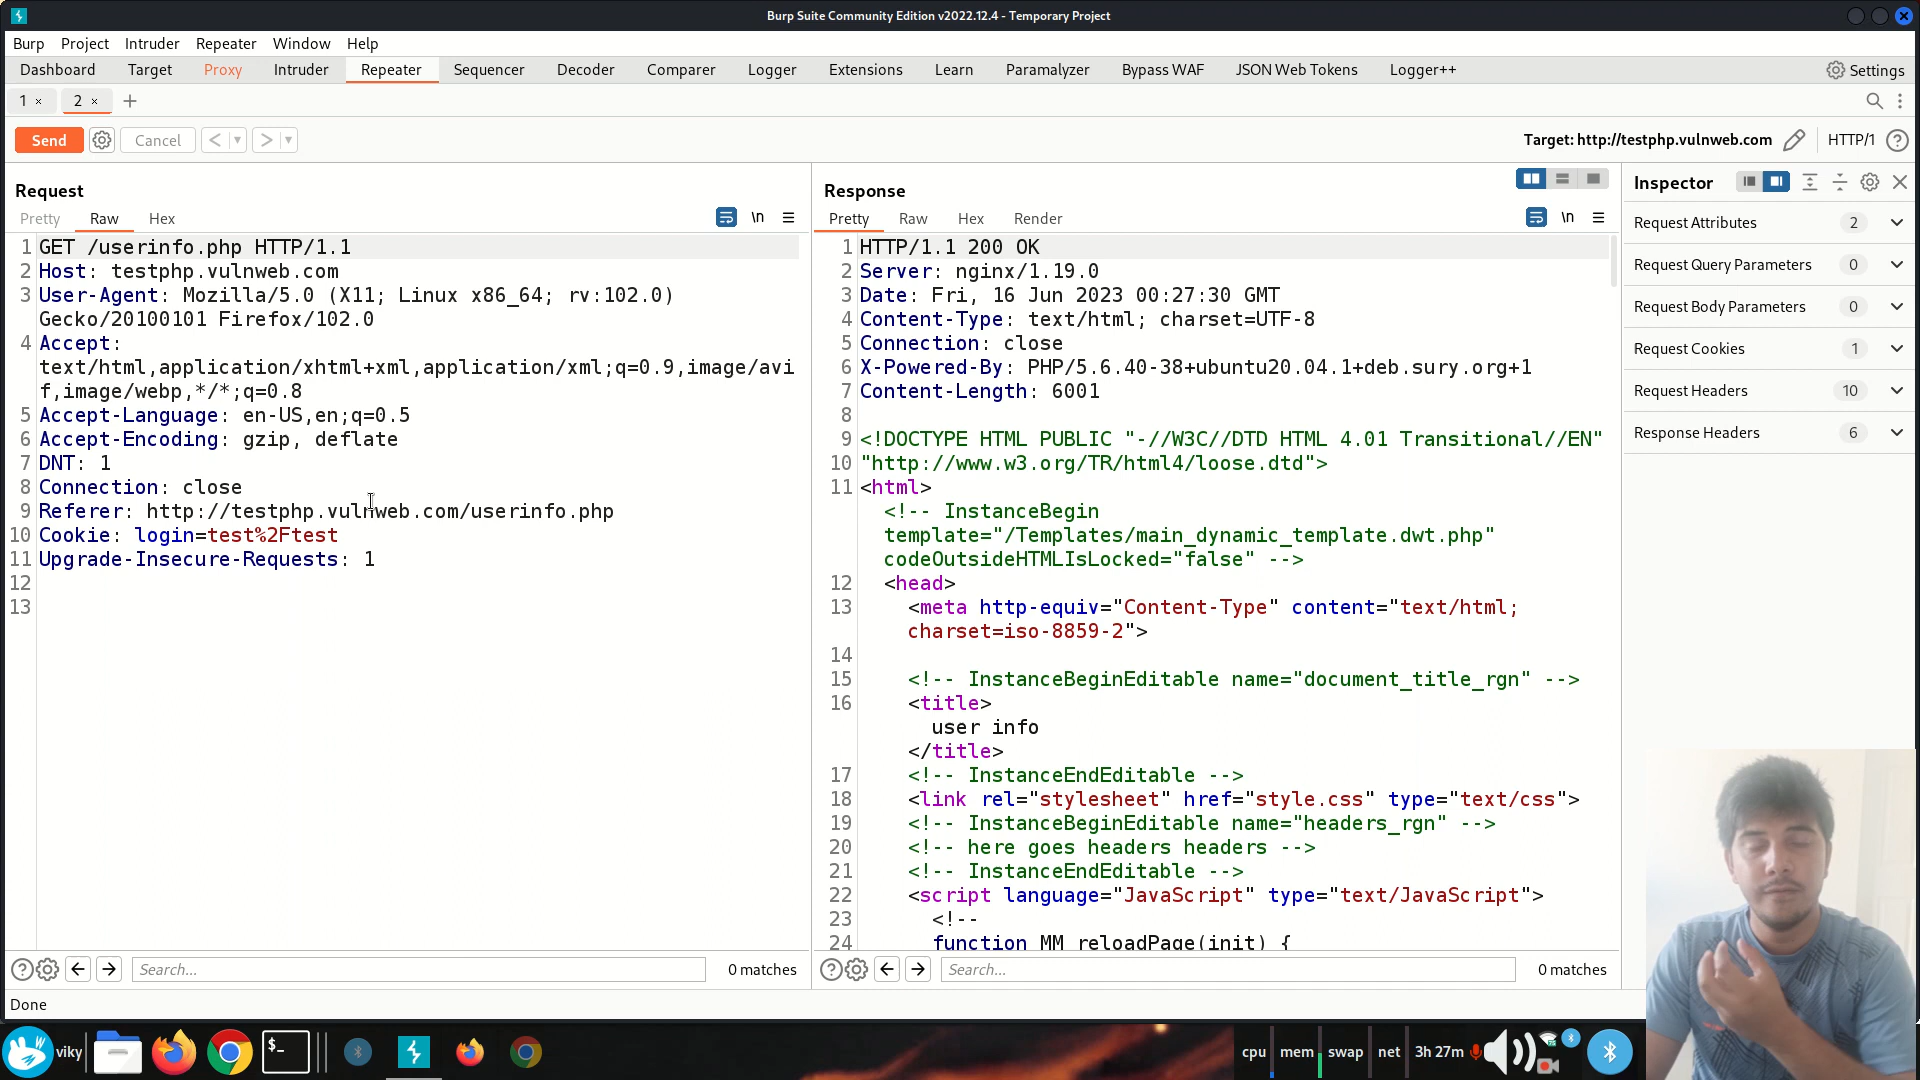 Burp Suite Community Edition v2022.12.4 - Temporary Project
Burp Project Intruder Repeater Window Help
Dashboard Target Proxy Intruder Repeater Sequencer Decoder Comparer Logger Extensions Learn Paramalyzer Bypass WAF JSON Web Tokens Logger++ Settings
1 × 2 × +
Send Cancel < > Target: http://testphp.vulnweb.com HTTP/1 ?
Request
Pretty Raw Hex \n
1 GET /userinfo.php HTTP/1.1
2 Host: testphp.vulnweb.com
3 User-Agent: Mozilla/5.0 (X11; Linux x86_64; rv:102.0)
Gecko/20100101 Firefox/102.0
4 Accept:
text/html,application/xhtml+xml,application/xml;q=0.9,image/avi
f,image/webp,*/*;q=0.8
5 Accept-Language: en-US,en;q=0.5
6 Accept-Encoding: gzip, deflate
7 DNT: 1
8 Connection: close
9 Referer: http://testphp.vulnweb.com/userinfo.php
10 Cookie: login=test%2Ftest
11 Upgrade-Insecure-Requests: 1
12
13
Search... 0 matches
Response
Pretty Raw Hex Render \n
1 HTTP/1.1 200 OK
2 Server: nginx/1.19.0
3 Date: Fri, 16 Jun 2023 00:27:30 GMT
4 Content-Type: text/html; charset=UTF-8
5 Connection: close
6 X-Powered-By: PHP/5.6.40-38+ubuntu20.04.1+deb.sury.org+1
7 Content-Length: 6001
8
9 <!DOCTYPE HTML PUBLIC "-//W3C//DTD HTML 4.01 Transitional//EN"
10 "http://www.w3.org/TR/html4/loose.dtd">
11 <html>
<!-- InstanceBegin
template="/Templates/main_dynamic_template.dwt.php"
codeOutsideHTMLIsLocked="false" -->
12 <head>
13 <meta http-equiv="Content-Type" content="text/html;
charset=iso-8859-2">
14
15 <!-- InstanceBeginEditable name="document_title_rgn" -->
16 <title>
user info
</title>
17 <!-- InstanceEndEditable -->
18 <link rel="stylesheet" href="style.css" type="text/css">
19 <!-- InstanceBeginEditable name="headers_rgn" -->
20 <!-- here goes headers headers -->
21 <!-- InstanceEndEditable -->
22 <script language="JavaScript" type="text/JavaScript">
23 <!--
24 function MM_reloadPage(init) {
Search... 0 matches
Inspector
Request Attributes 2
Request Query Parameters 0
Request Body Parameters 0
Request Cookies 1
Request Headers 10
Response Headers 6
Done
viky $_ cpu mem swap net 3h 27m